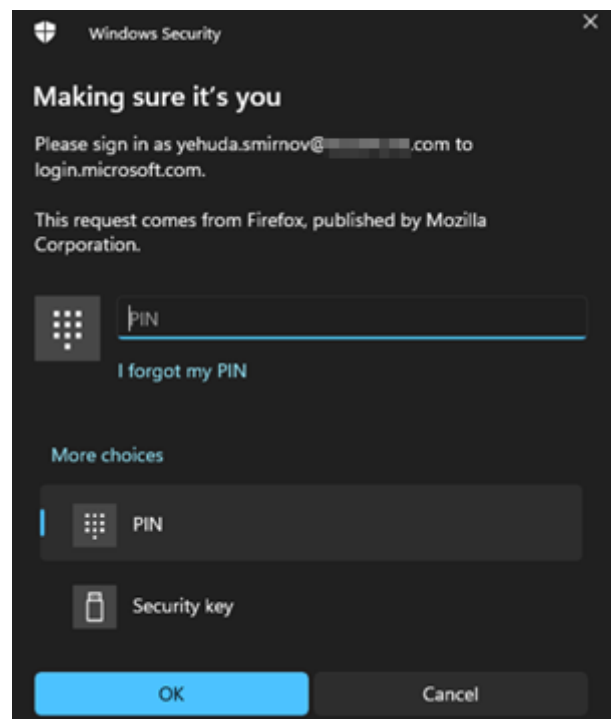 Windows Security
Making sure it's you
Please sign in as yehuda.smirnov@ .com to
login.microsoft.com.
This request comes from Firefox, published by Mozilla
Corporation.
PIN
I forgot my PIN
More choices
PIN
Security key
OK Cancel